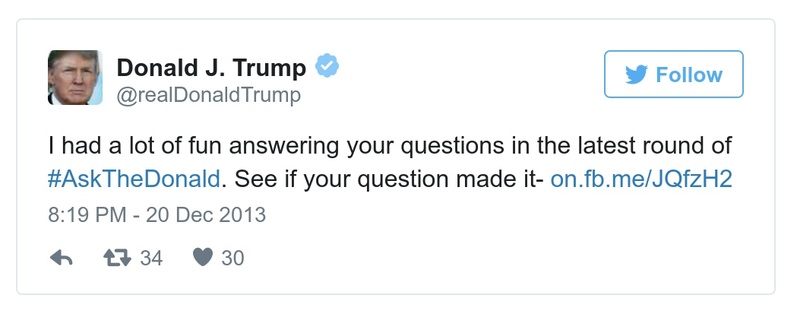 Donald J. Trump
@realDonaldTrump
Follow
I had a lot of fun answering your questions in the latest round of
#AskTheDonald. See if your question made it- on.fb.me/JQfzH2
8:19 PM - 20 Dec 2013
34 30